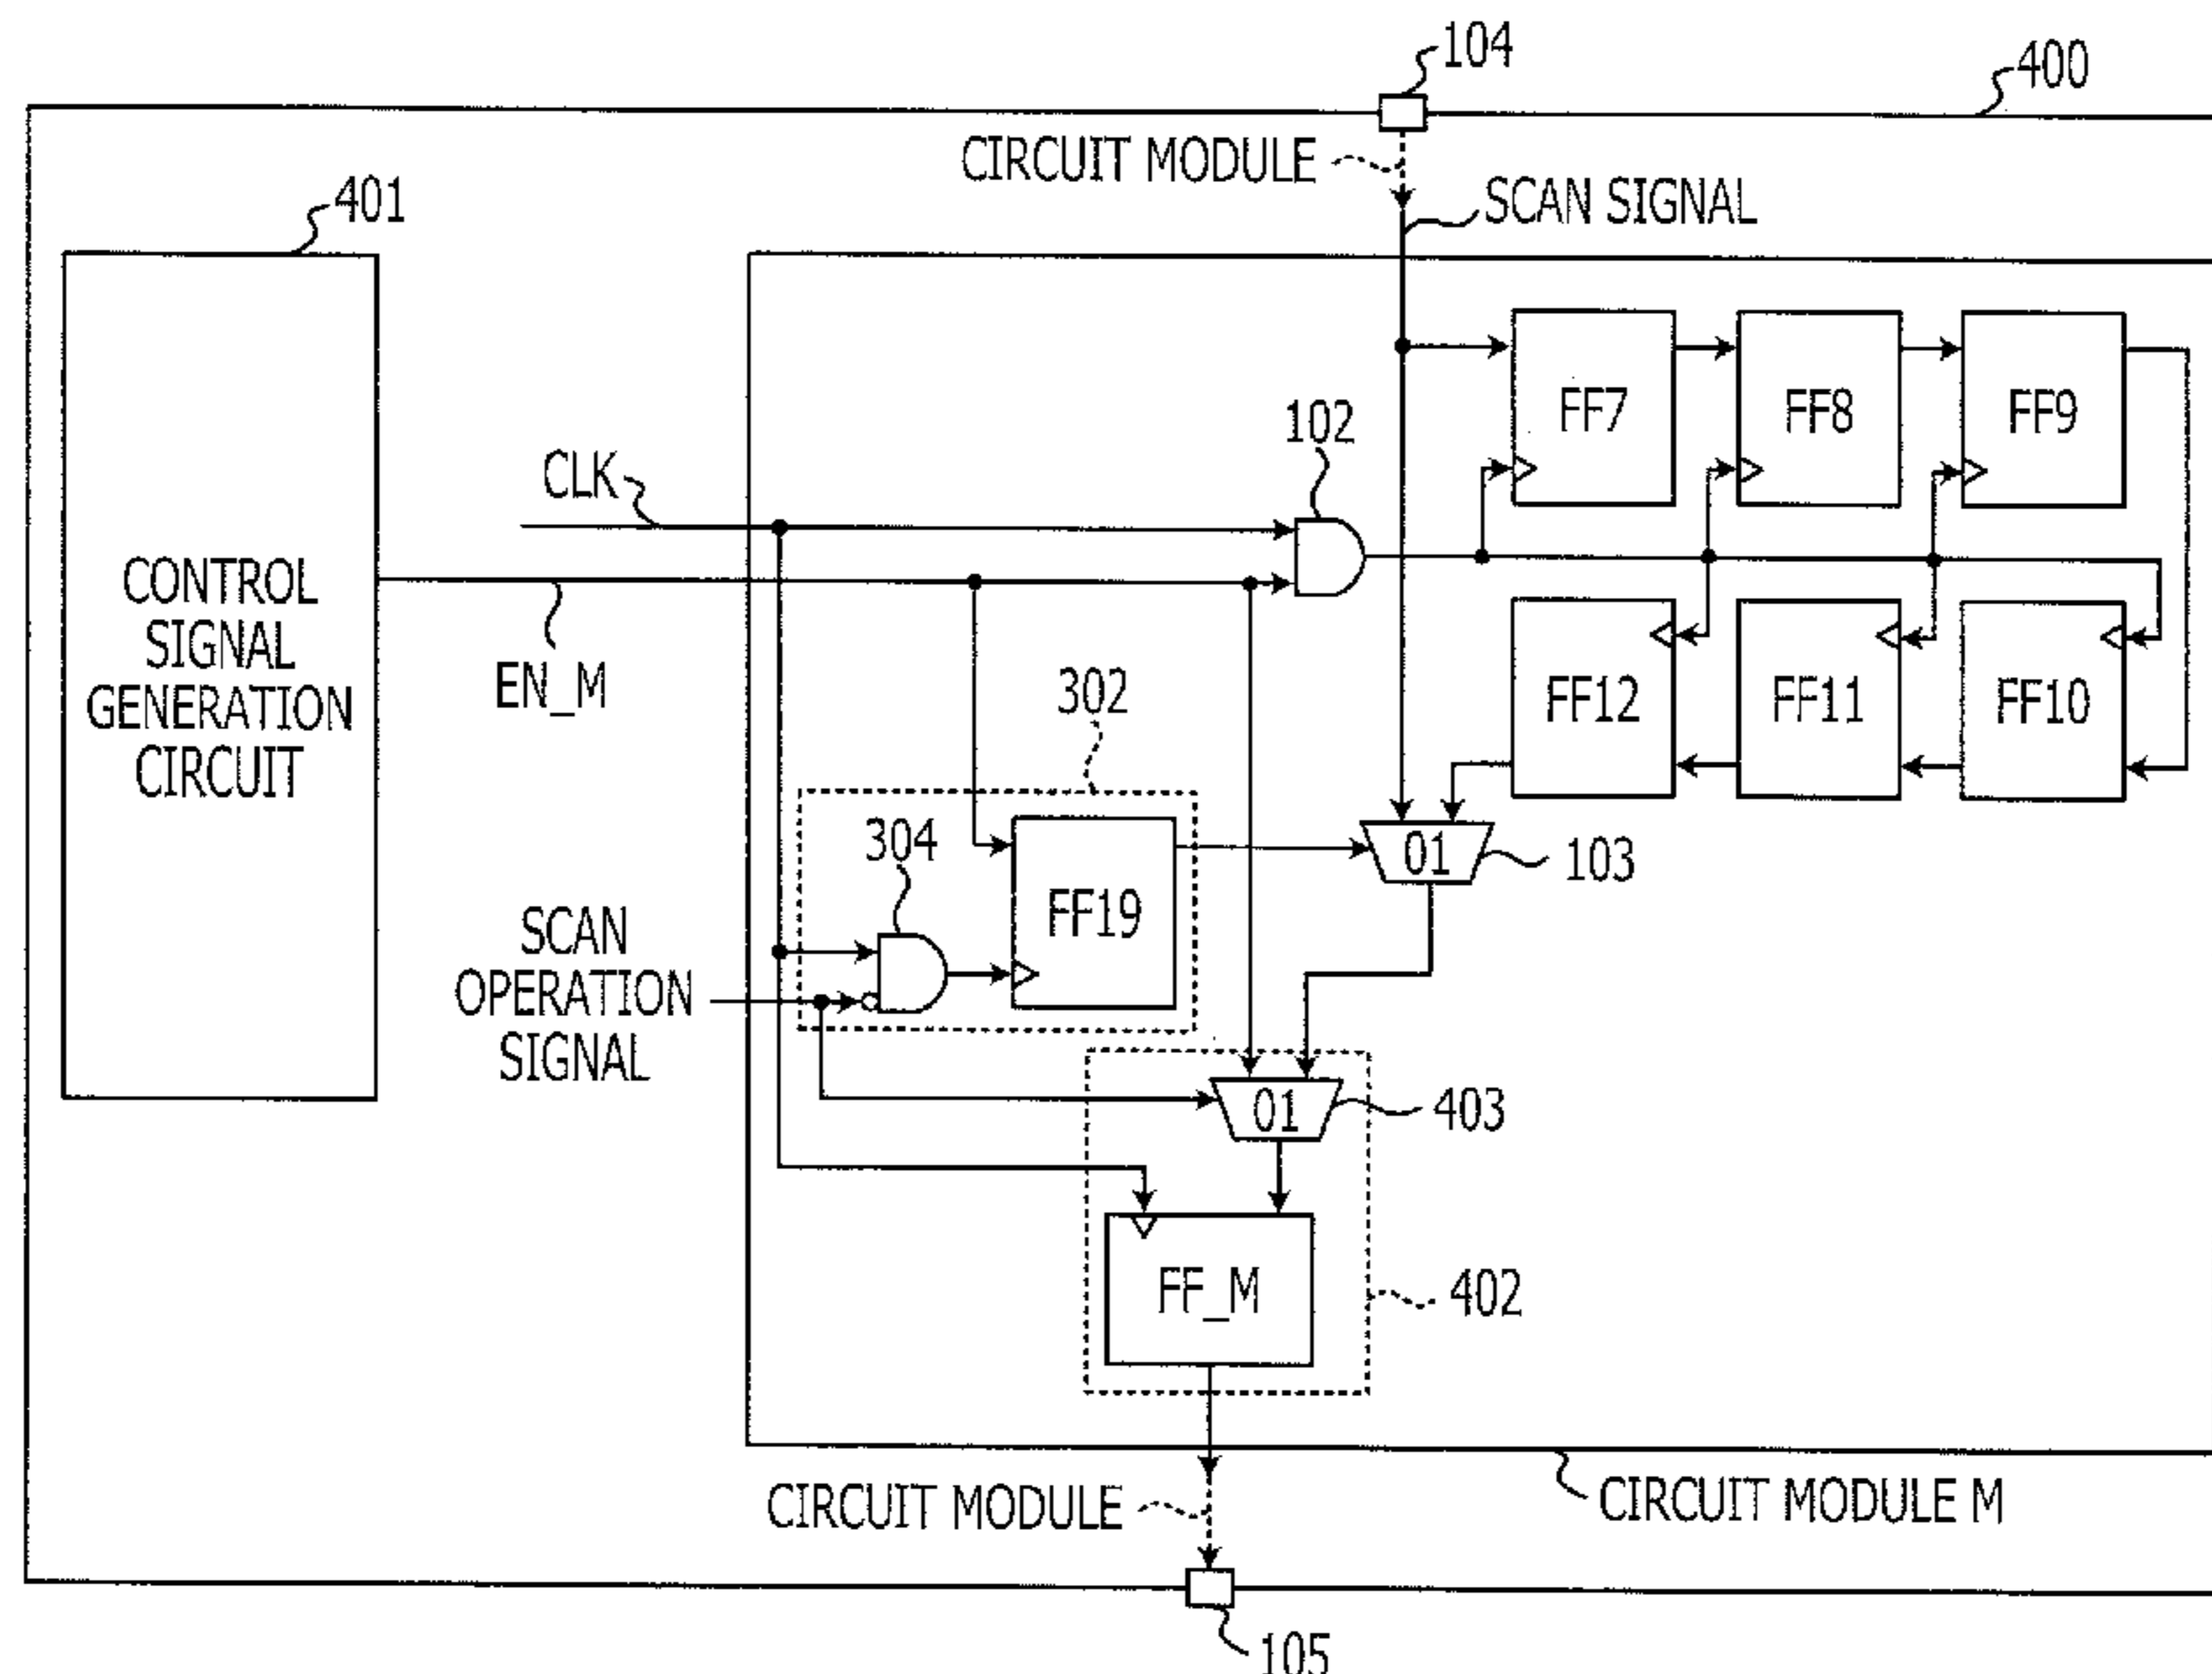 104
400
CIRCUIT MODULE
401
SCAN SIGNAL
FF7
FF8
FF9
102
CLK
CONTROL
SIGNAL
GENERATION
CIRCUIT
EN_M
302
FF12
FF11
FF10
304
01
103
FF19
SCAN
OPERATION
SIGNAL
01
403
FF_M
402
CIRCUIT MODULE
CIRCUIT MODULE M
105